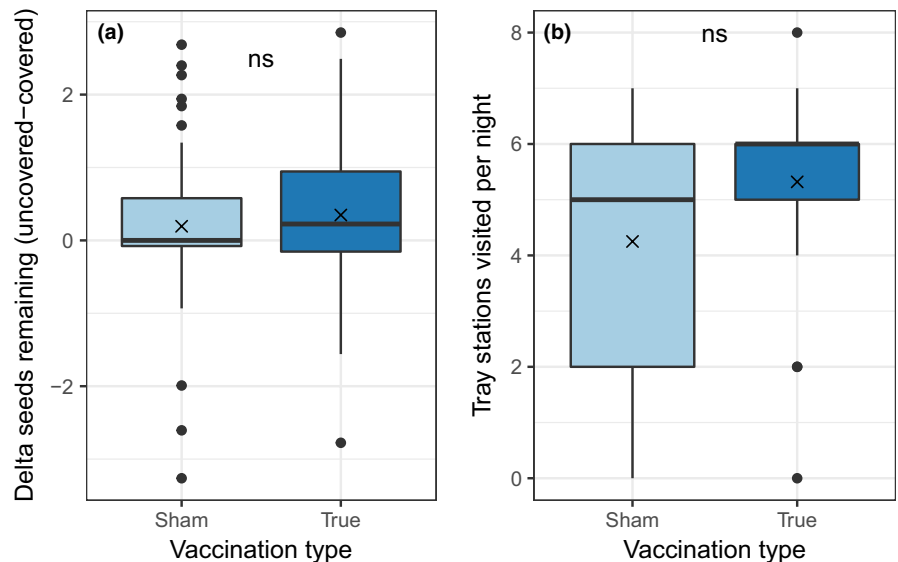 (a)
ns
Delta seeds remaining (uncovered−covered)
2
0
−2
Sham
True
Vaccination type
(b)
ns
Tray stations visited per night
8
6
4
2
0
Sham
True
Vaccination type